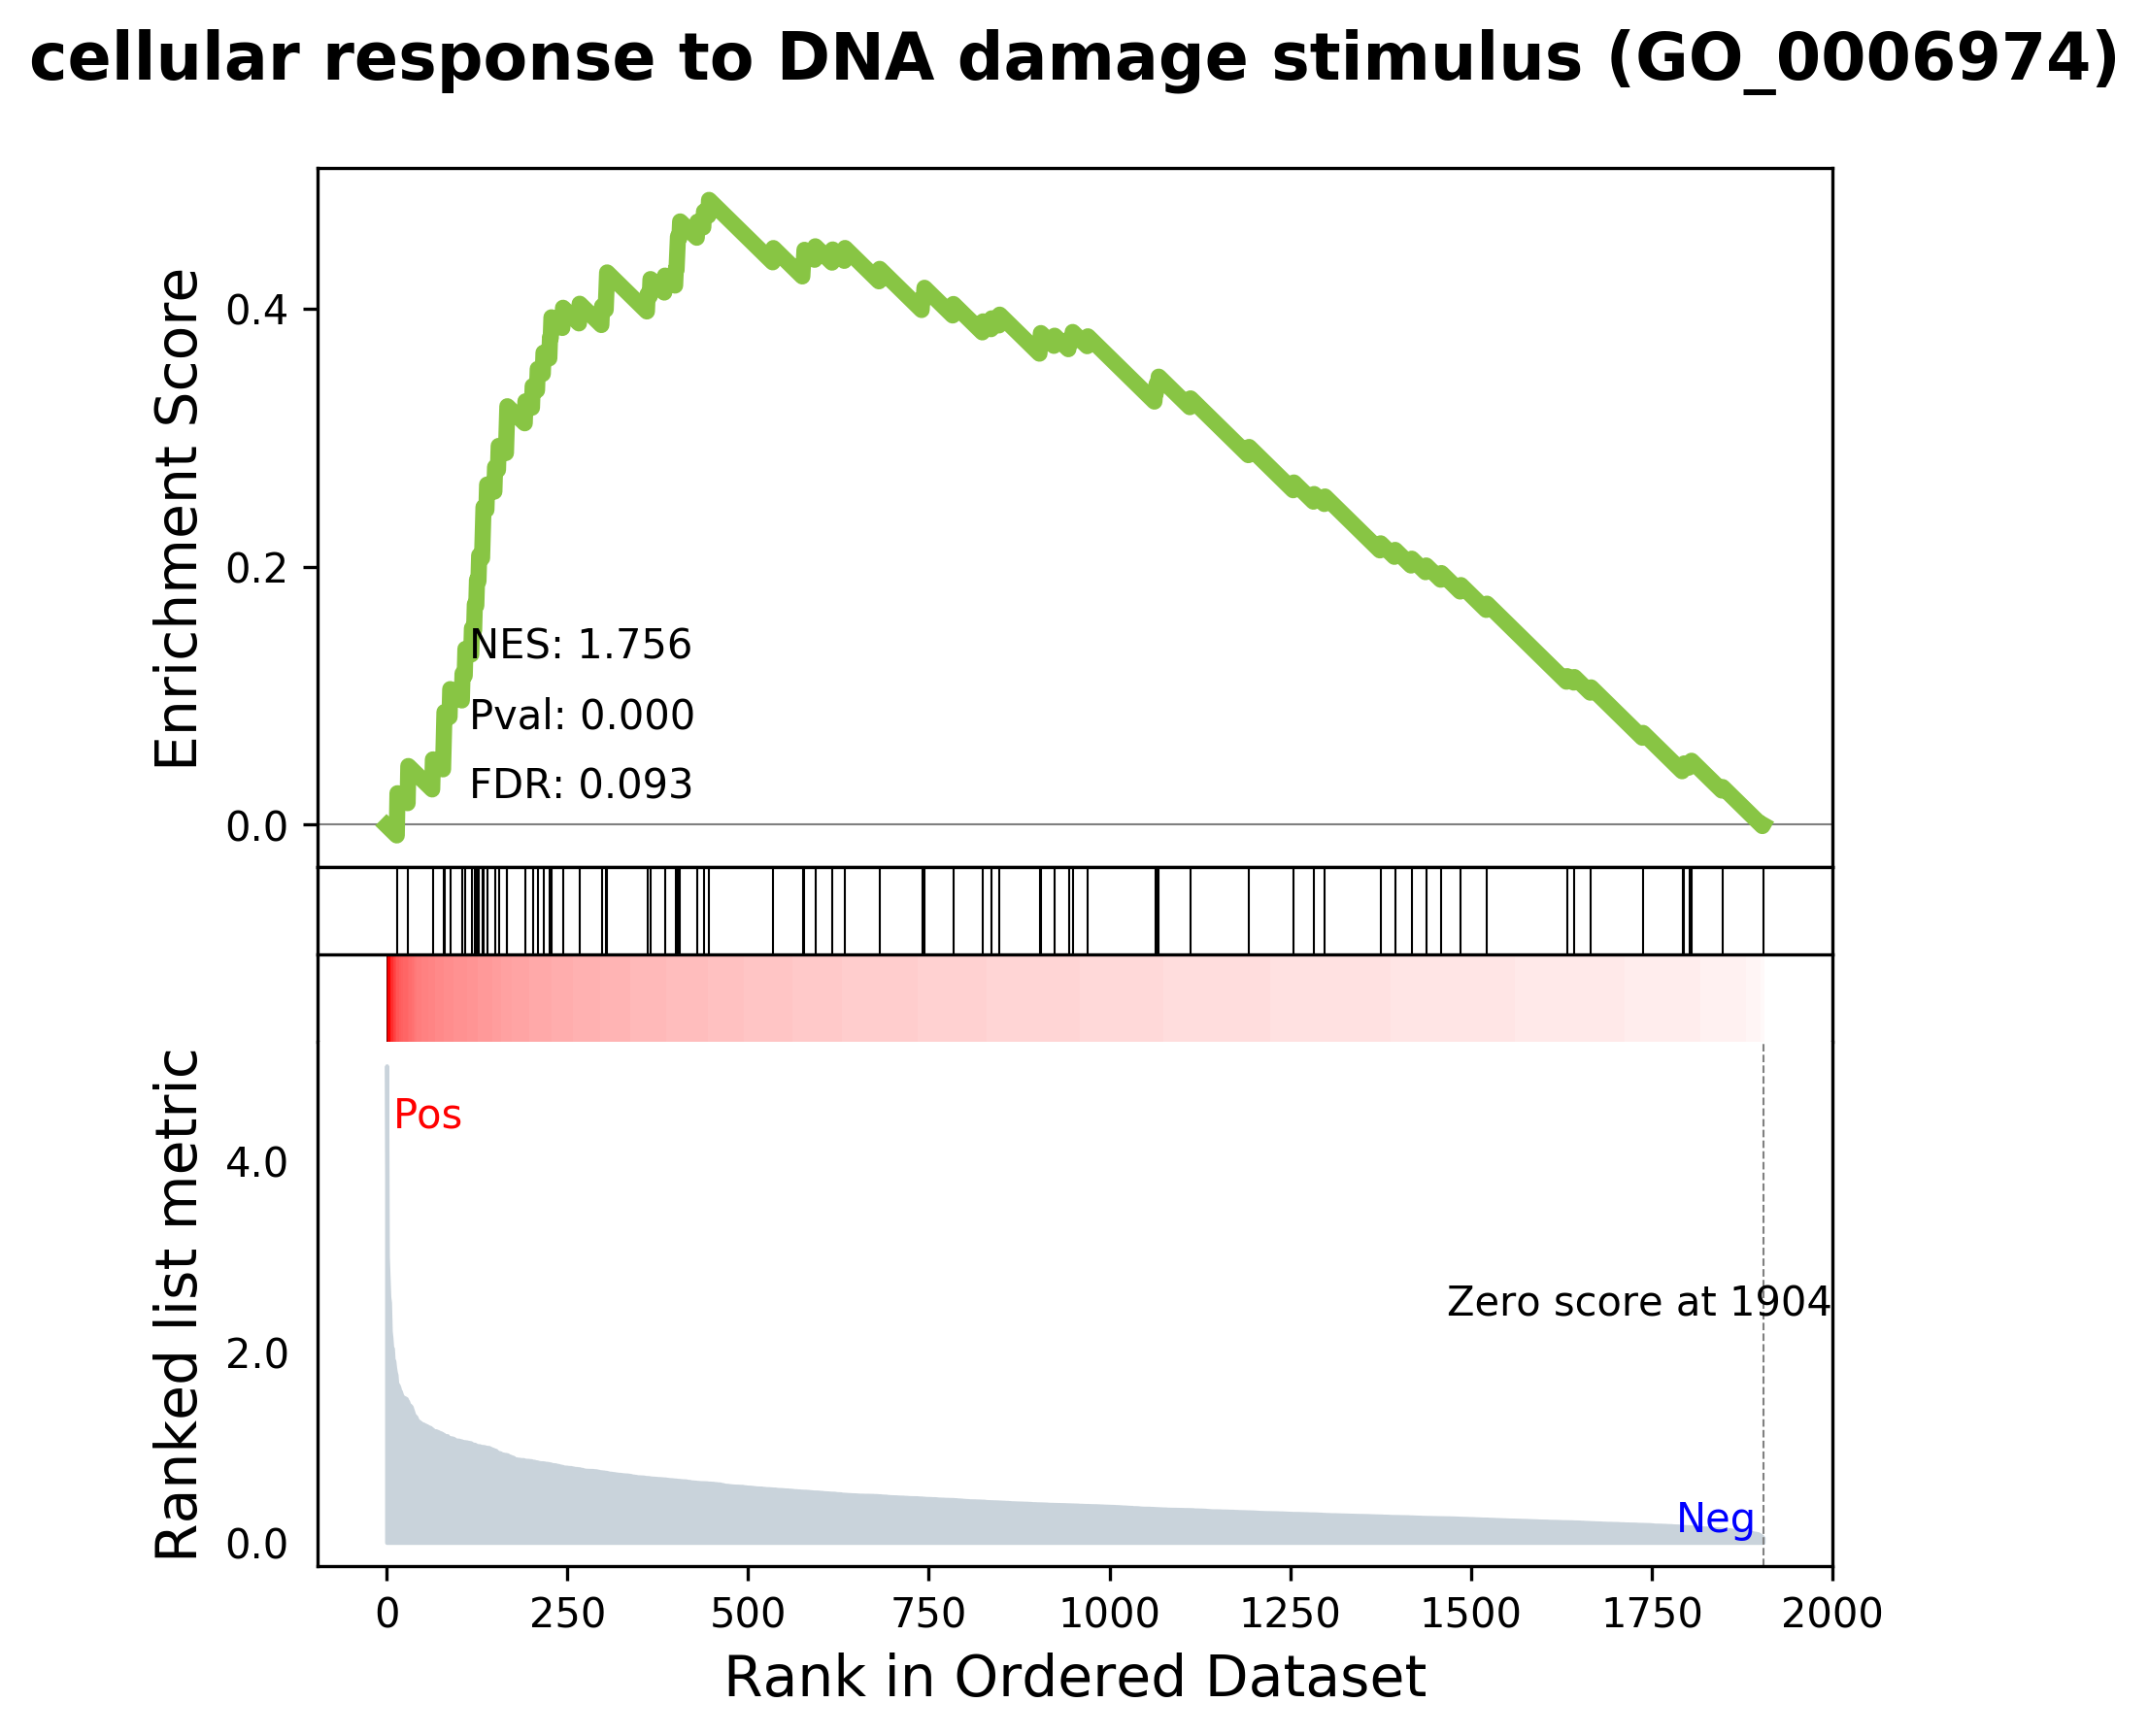 cellular response to DNA damage stimulus (GO_0006974)
Enrichment Score
0.4
0.2
0.0
NES: 1.756
Pval: 0.000
FDR: 0.093
Ranked list metric
Pos
4.0
2.0
0.0
Zero score at 1904
Neg
0 250 500 750 1000 1250 1500 1750 2000
Rank in Ordered Dataset